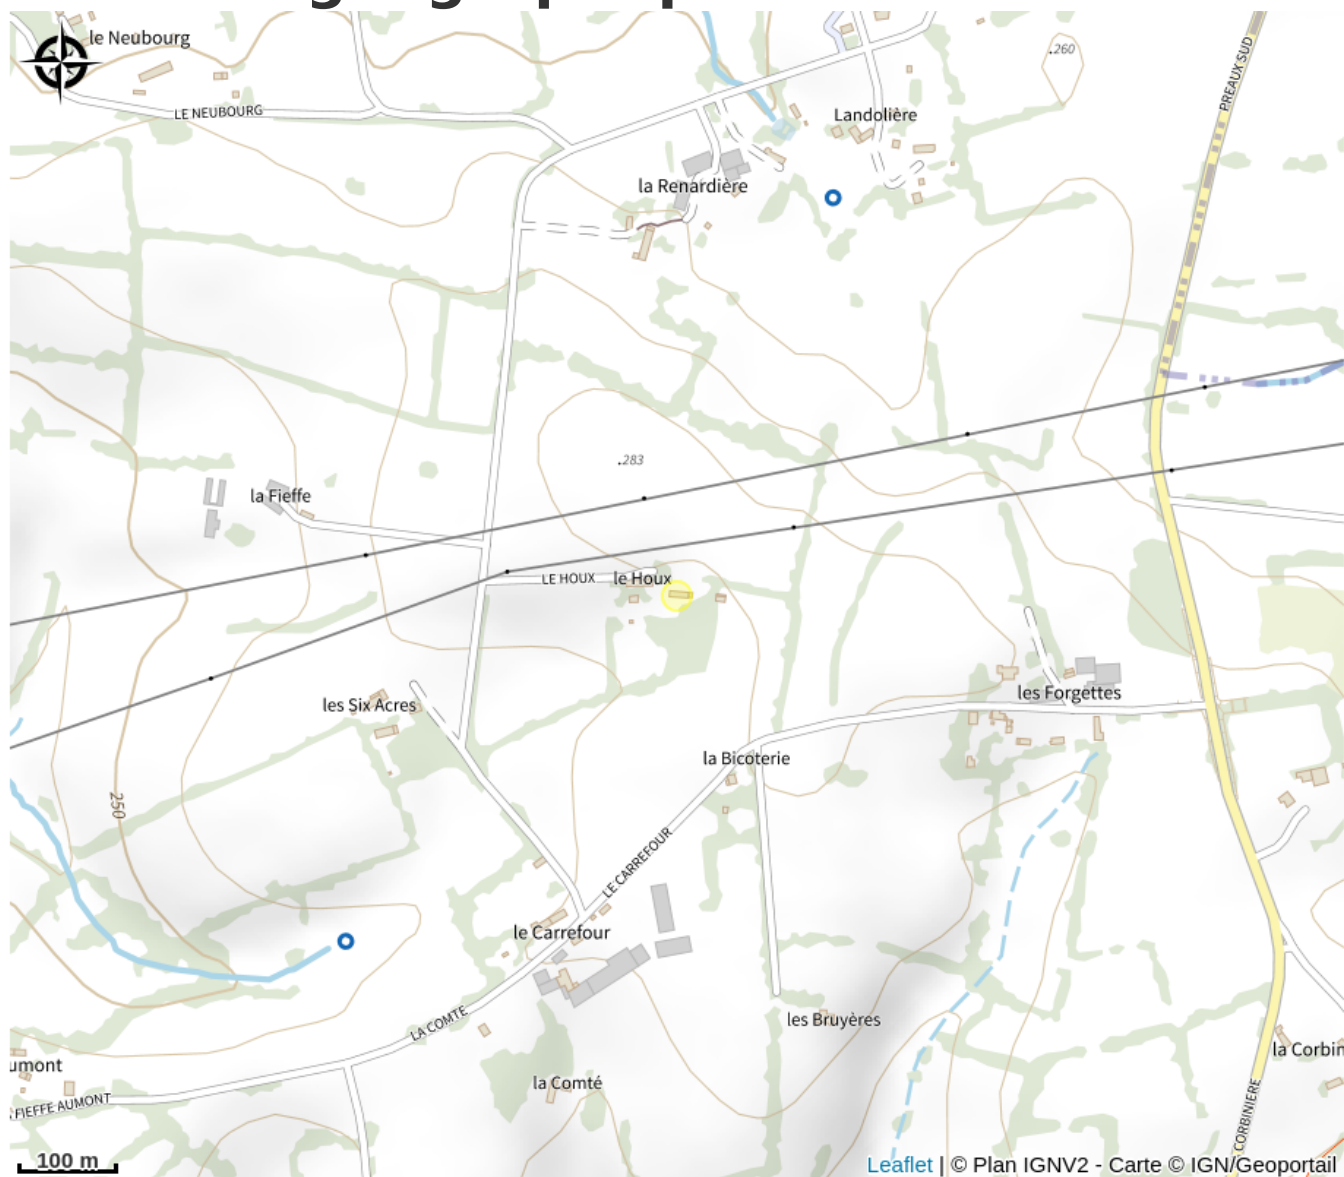 le Neubourg
.260
PREAUX SUD
LE NEUBOURG
Landolière
la Renardière
.283
la Fieffe
LE HOUX
le Houx
les Forgettes
les Six Acres
la Bicoterie
250
LE CARREFOUR
le Carrefour
les Bruyères
LA COMTE
la Corbin
umont
la Comté
FIEFFE AUMONT
CORBINIERE
100 m
Leaflet | © Plan IGNV2 - Carte © IGN/Geoportail